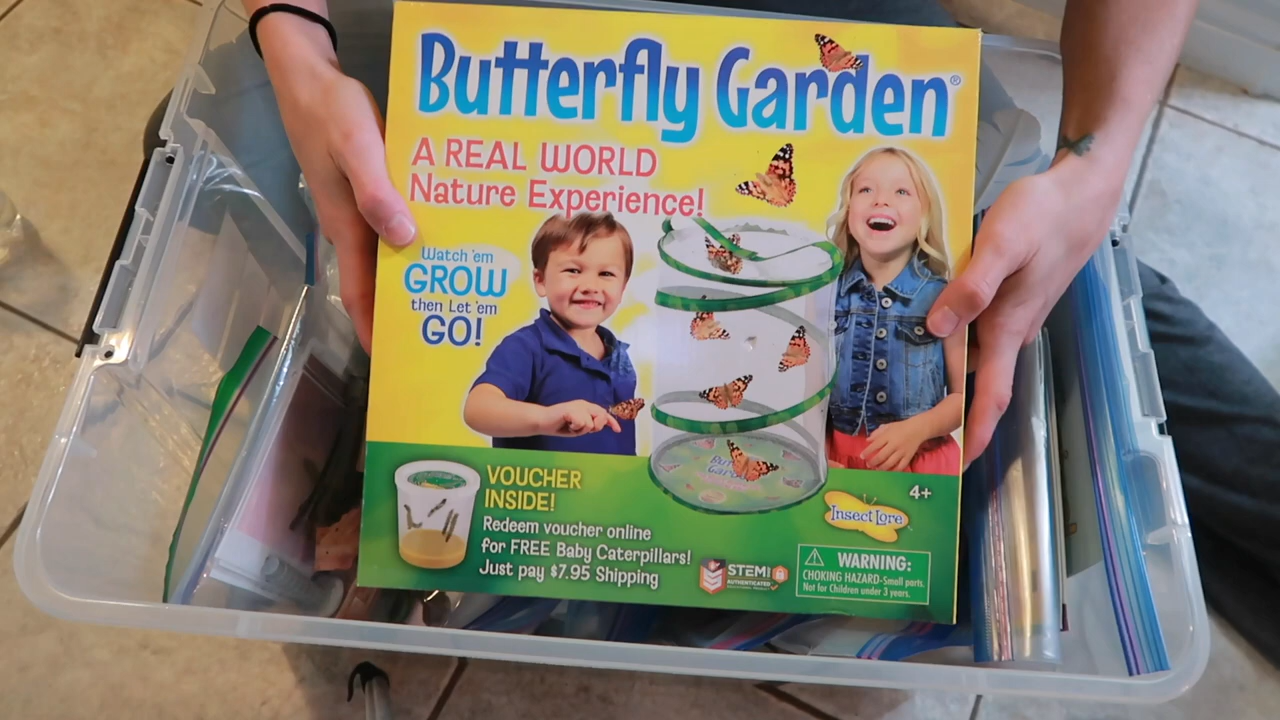 Butterfly Garden®
A REAL WORLD
Nature Experience!
Watch 'em
GROW
then Let 'em
GO!
VOUCHER
INSIDE!
Redeem voucher online
for FREE Baby Caterpillars!
Just pay $7.95 Shipping
STEM
AUTHENTICATED
Insect Lore
4+
WARNING:
CHOKING HAZARD-Small parts.
Not for Children under 3 years.